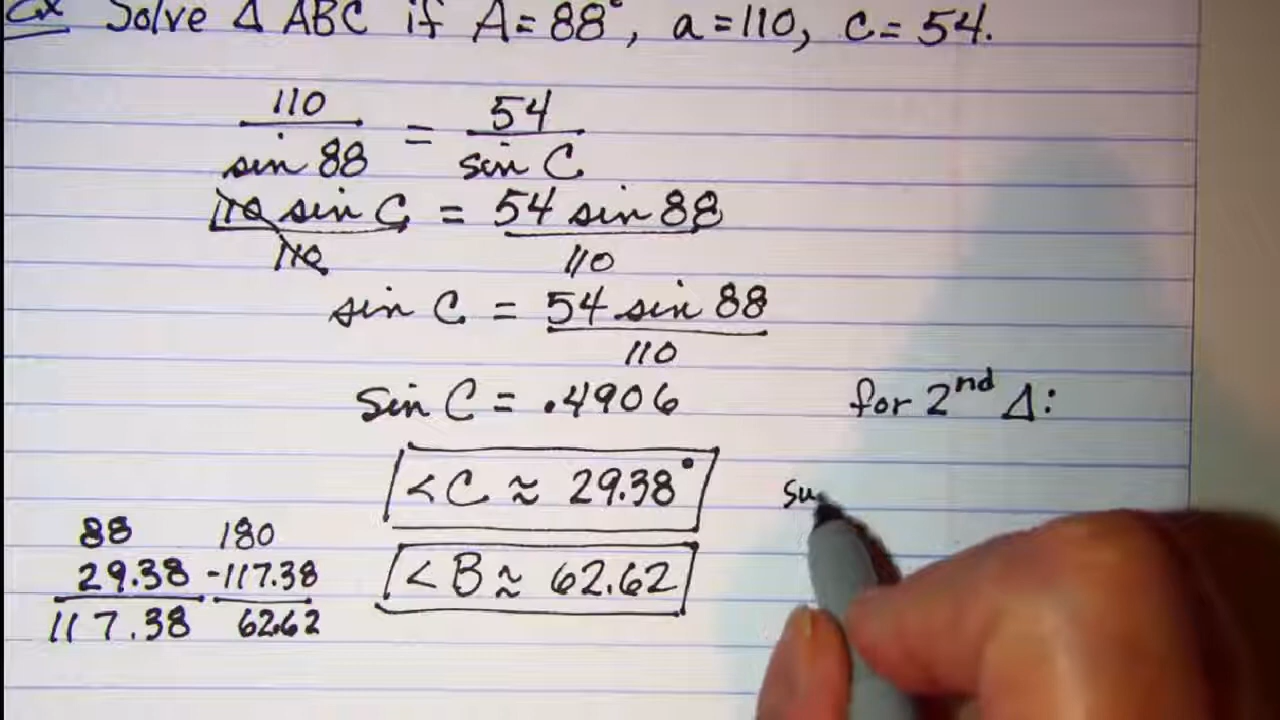 Ex Solve Δ ABC if A = 88°, a = 110, c = 54.
110 / sin 88 = 54 / sin C
110 sin C / 110 = 54 sin 88 / 110
sin C = 54 sin 88 / 110
sin C = .4906
for 2nd Δ:
< C ≈ 29.38°
su
88 180
29.38 -117.38
117.38 62.62
< B ≈ 62.62